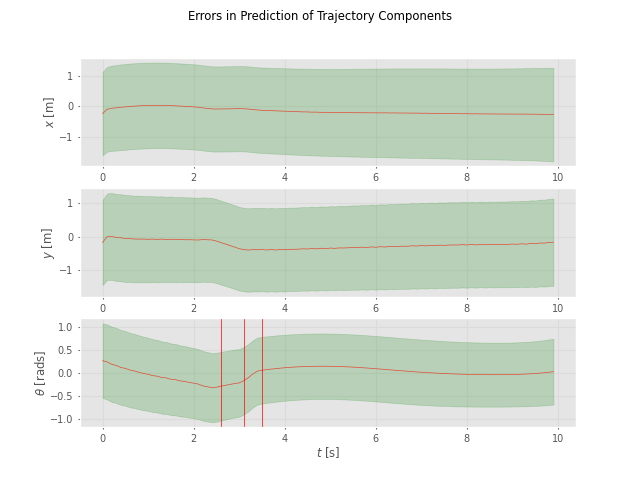 Errors in Prediction of Trajectory Components
x [m]
1
0
−1
0 2 4 6 8 10
y [m]
1
0
−1
0 2 4 6 8 10
θ [rads]
1.0
0.5
0.0
−0.5
−1.0
0 2 4 6 8 10
t [s]